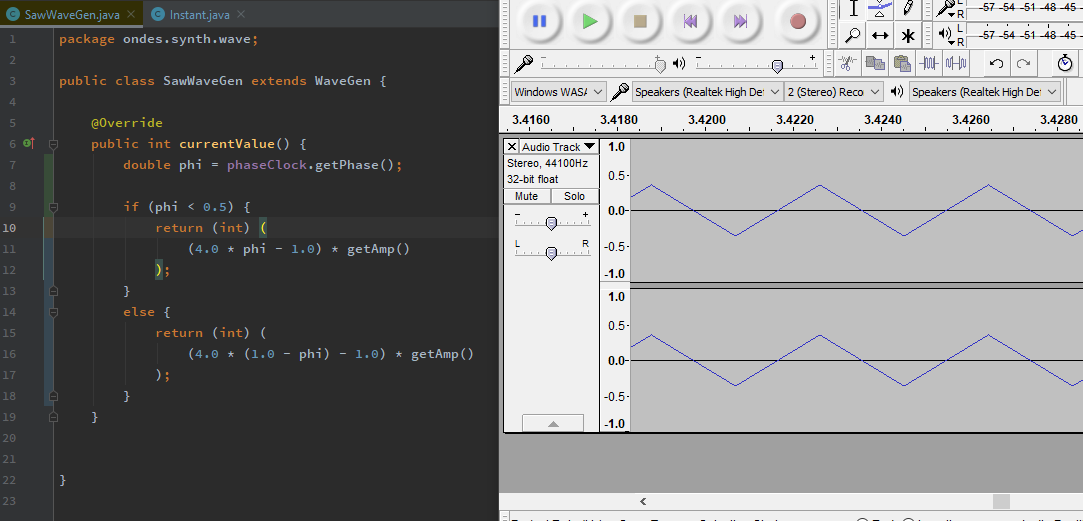 SawWaveGen.java
Instant.java
1 package ondes.synth.wave;
2
3 public class SawWaveGen extends WaveGen {
4
5 @Override
6 public int currentValue() {
7 double phi = phaseClock.getPhase();
8
9 if (phi < 0.5) {
10 return (int) (
11 (4.0 * phi - 1.0) * getAmp()
12 );
13 }
14 else {
15 return (int) (
16 (4.0 * (1.0 - phi) - 1.0) * getAmp()
17 );
18 }
19 }
20
21
22 }
23
L
R
-57 -54 -51 -48 -45
L
R
-57 -54 -51 -48 -45
- +
- +
Windows WASA
Speakers (Realtek High Def
2 (Stereo) Reco
Speakers (Realtek High Def
3.4160 3.4180 3.4200 3.4220 3.4240 3.4260 3.4280
X Audio Track
Stereo, 44100Hz
32-bit float
Mute Solo
- +
L R
1.0
0.5
0.0
-0.5
-1.0
1.0
0.5
0.0
-0.5
-1.0